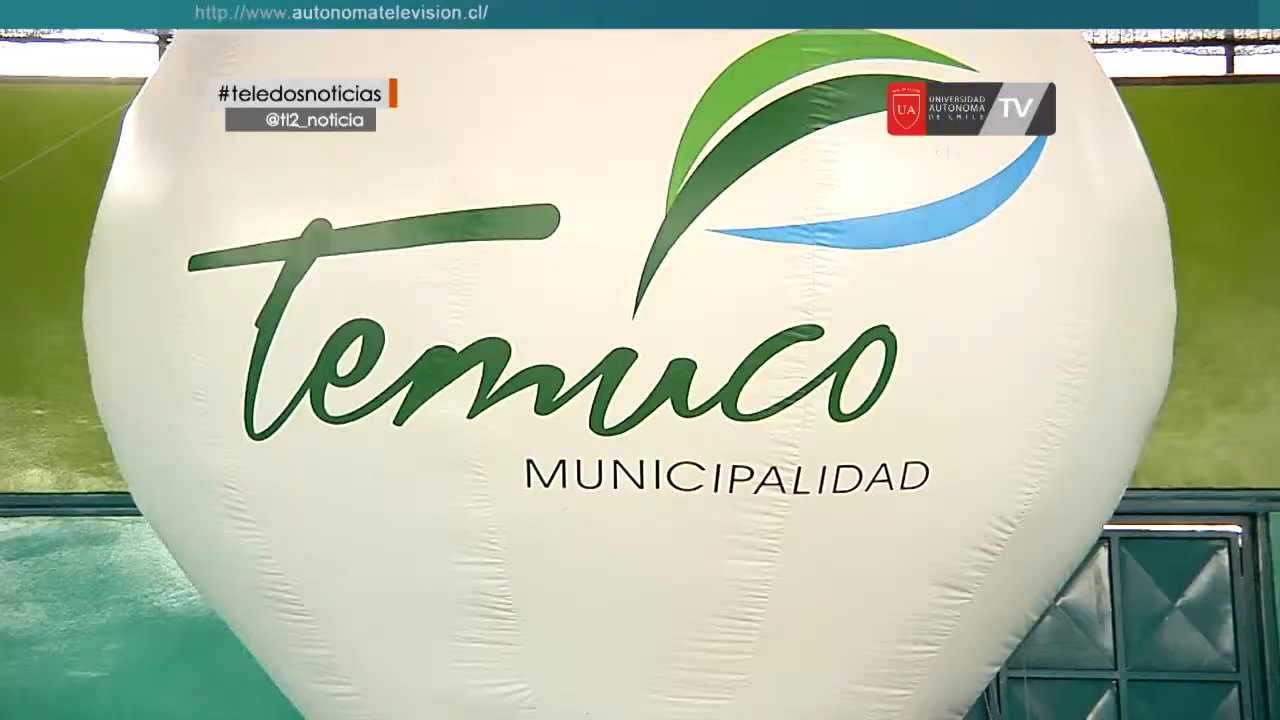 http://www.autonomatelevision.cl/
#teledosnoticias
@tl2_noticia
UA
UNIVERSIDAD
AUTONOMA
DE CHILE
TV
Temuco
MUNICIPALIDAD